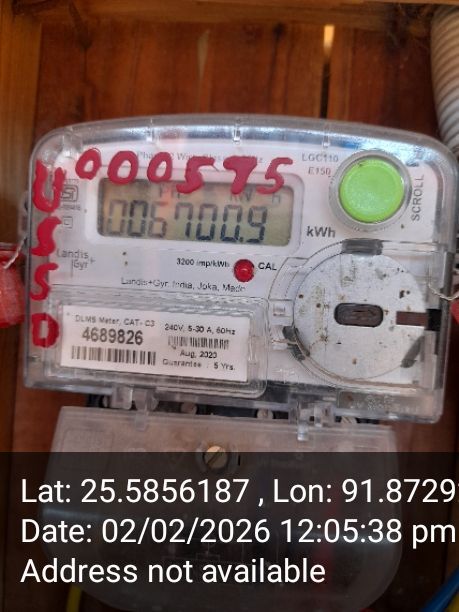 000575
USSD
LGC110
E150
006700.9
kWh
SCROLL
3200 imp/kWh
CAL
Landis
Gyr
Landis+Gyr, India, Joka, Made
DLMS Meter, CAT- C3
4689826
240V, 5-30 A, 50Hz
Aug, 2020
Guarantee : 5 Yrs.
Lat: 25.5856187 , Lon: 91.8729
Date: 02/02/2026 12:05:38 pm
Address not available